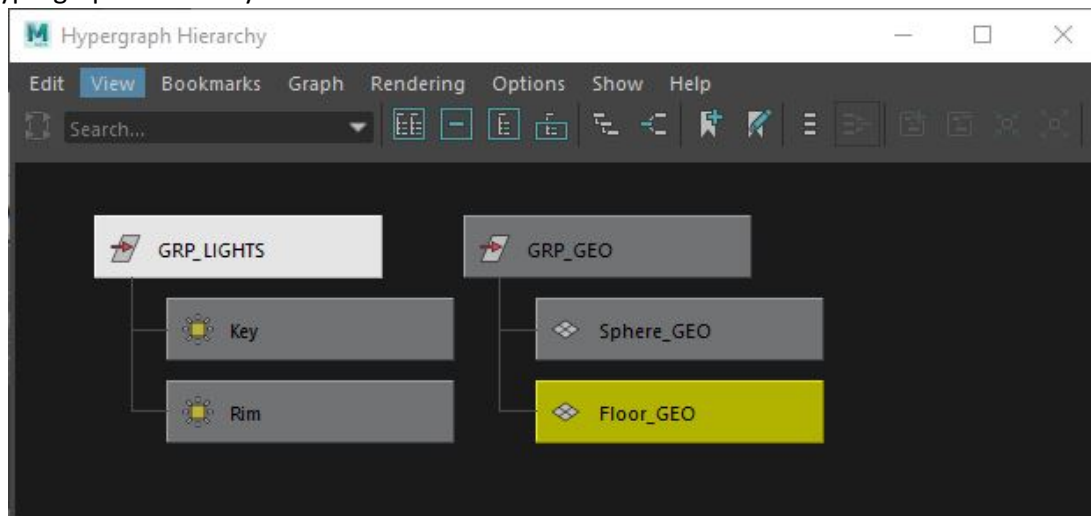 Hypergraph Hierarchy
Edit View Bookmarks Graph Rendering Options Show Help
Search...
GRP_LIGHTS GRP_GEO
Key Sphere_GEO
Rim Floor_GEO